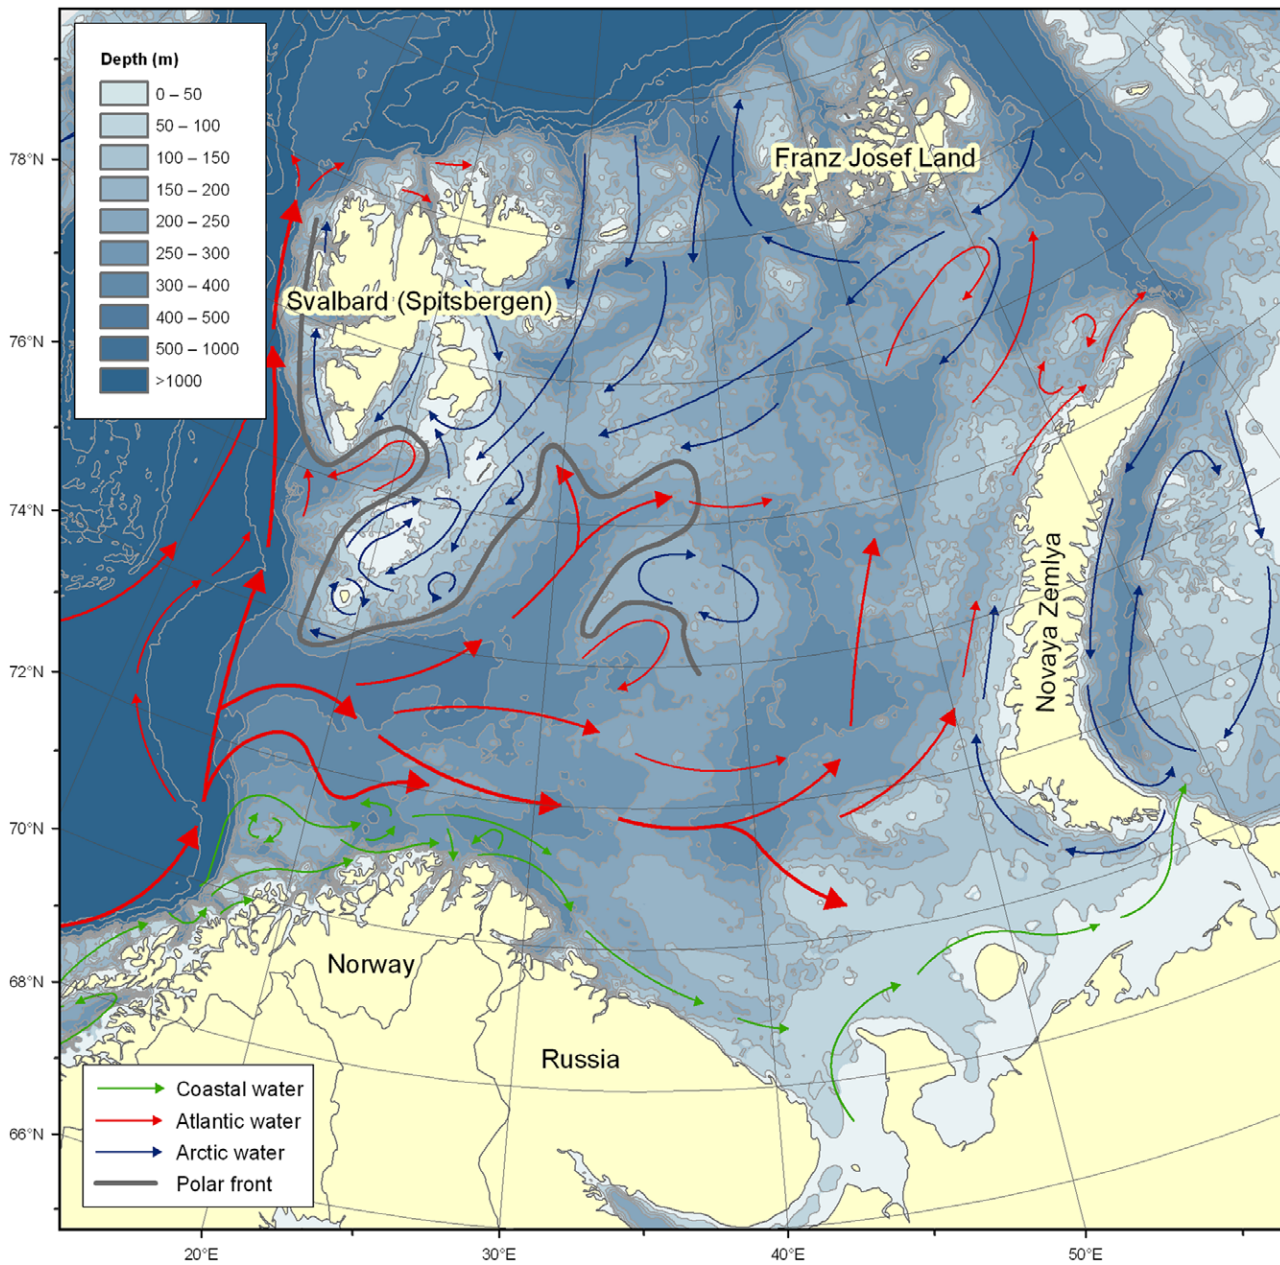 Depth (m)
0 – 50
50 – 100
100 – 150
150 – 200
200 – 250
250 – 300
300 – 400
400 – 500
500 – 1000
>1000
78°N
76°N
74°N
72°N
70°N
68°N
66°N
Franz Josef Land
Svalbard (Spitsbergen)
Novaya Zemlya
Norway
Russia
Coastal water
Atlantic water
Arctic water
Polar front
20°E
30°E
40°E
50°E